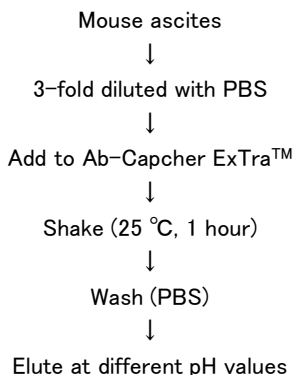 Mouse ascites
↓
3-fold diluted with PBS
↓
Add to Ab-Capcher ExTra™
↓
Shake (25 ℃, 1 hour)
↓
Wash (PBS)
↓
Elute at different pH values